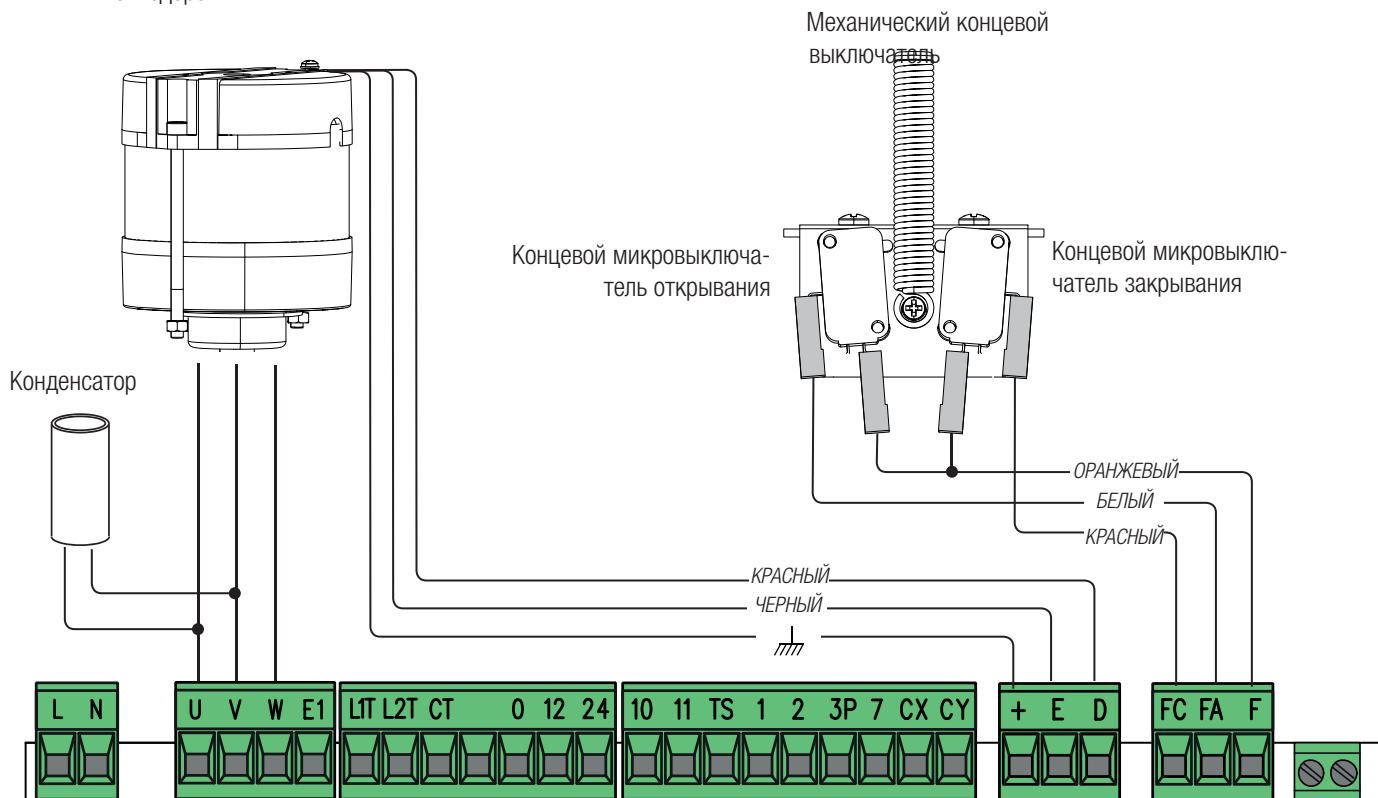 Механический концевой
выключатель
Концевой микровыключа-
тель открывания
Концевой микровыклю-
чатель закрывания
Конденсатор
ОРАНЖЕВЫЙ
БЕЛЫЙ
КРАСНЫЙ
КРАСНЫЙ
ЧЕРНЫЙ
L N
U V W E1
L1T L2T CT 0 12 24
10 11 TS 1 2 3P 7 CX CY
+ E D
FC FA F